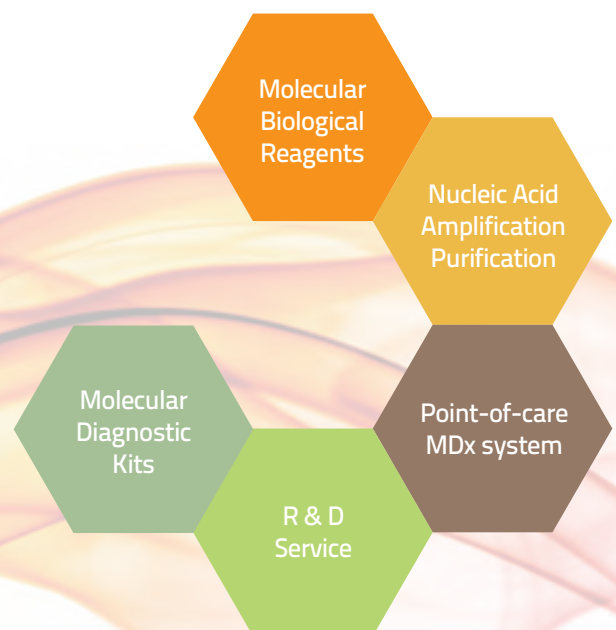 Molecular
Biological
Reagents
Nucleic Acid
Amplification
Purification
Point-of-care
MDx system
Molecular
Diagnostic
Kits
R & D
Service